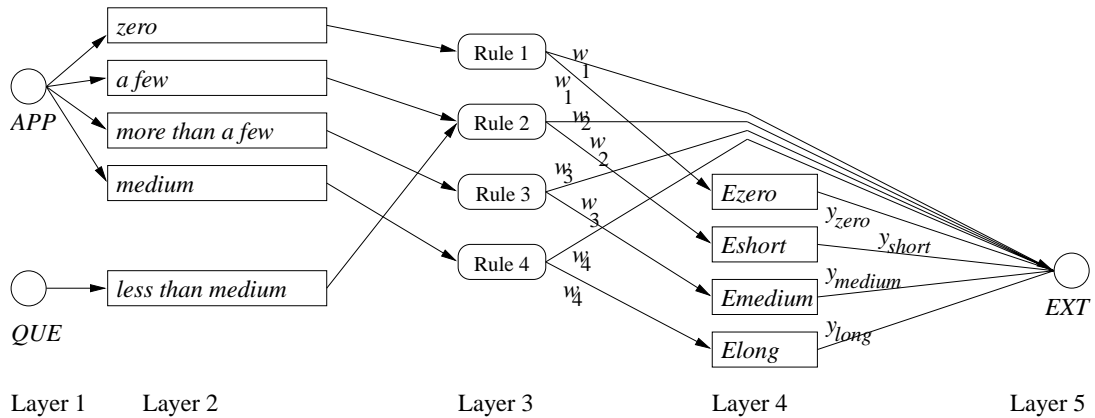 zero
a few
more than a few
medium
less than medium
APP
QUE
Rule 1
Rule 2
Rule 3
Rule 4
w1
w1
w2
w2
w3
w3
w4
w4
Ezero
Eshort
Emedium
Elong
yzero
yshort
ymedium
ylong
EXT
Layer 1 Layer 2 Layer 3 Layer 4 Layer 5